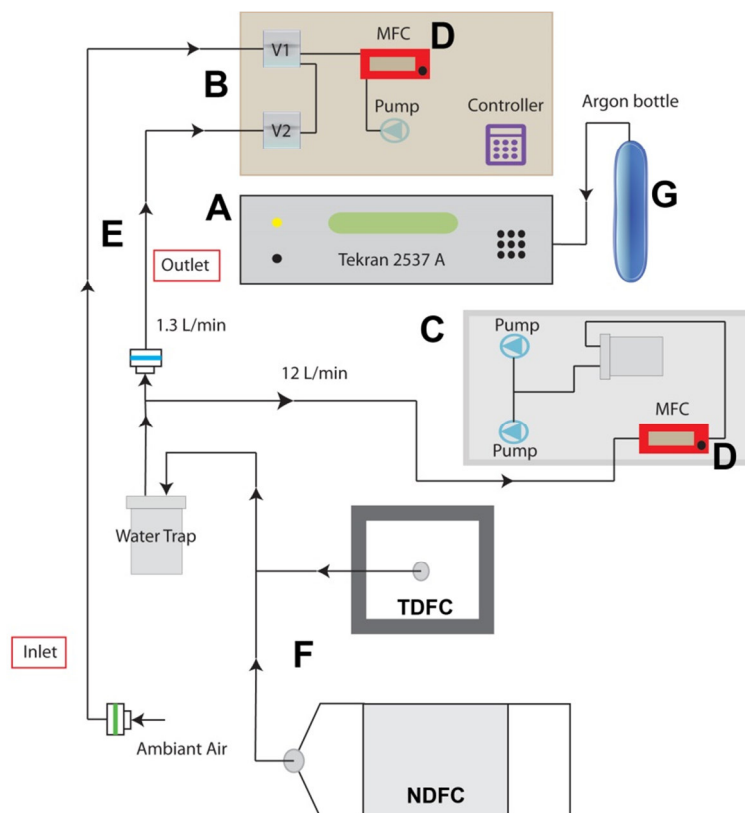 D
MFC
V1
B
Pump
Controller
Argon bottle
V2
A
G
E
Outlet
Tekran 2537 A
1.3 L/min
C
Pump
12 L/min
MFC
Pump
D
Water Trap
TDFC
Inlet
F
Ambiant Air
NDFC